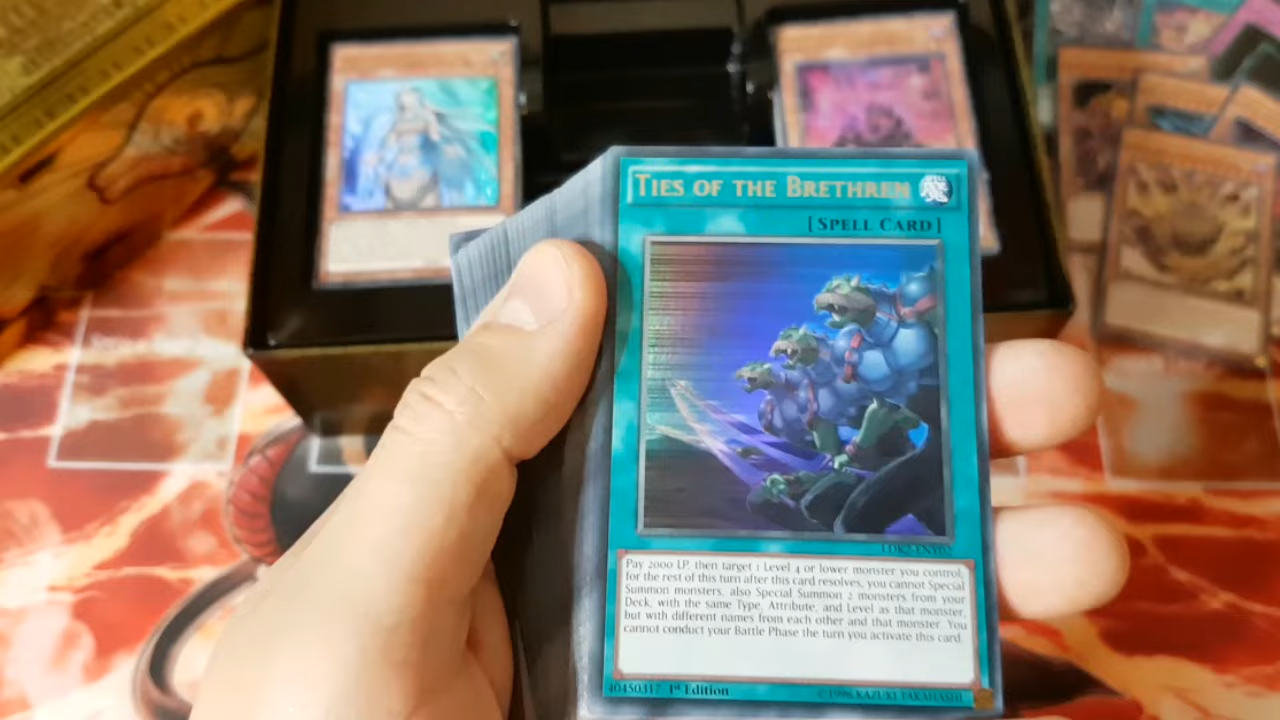 TIES OF THE BRETHREN
[SPELL CARD]
LDK2-ENY02
Pay 2000 LP, then target 1 Level 4 or lower monster you control;
for the rest of this turn after this card resolves, you cannot Special
Summon monsters, also Special Summon 2 monsters from your
Deck, with the same Type, Attribute, and Level as that monster,
but with different names from each other and that monster. You
cannot conduct your Battle Phase the turn you activate this card.
40450317 1st Edition
©1996 KAZUKI TAKAHASHI